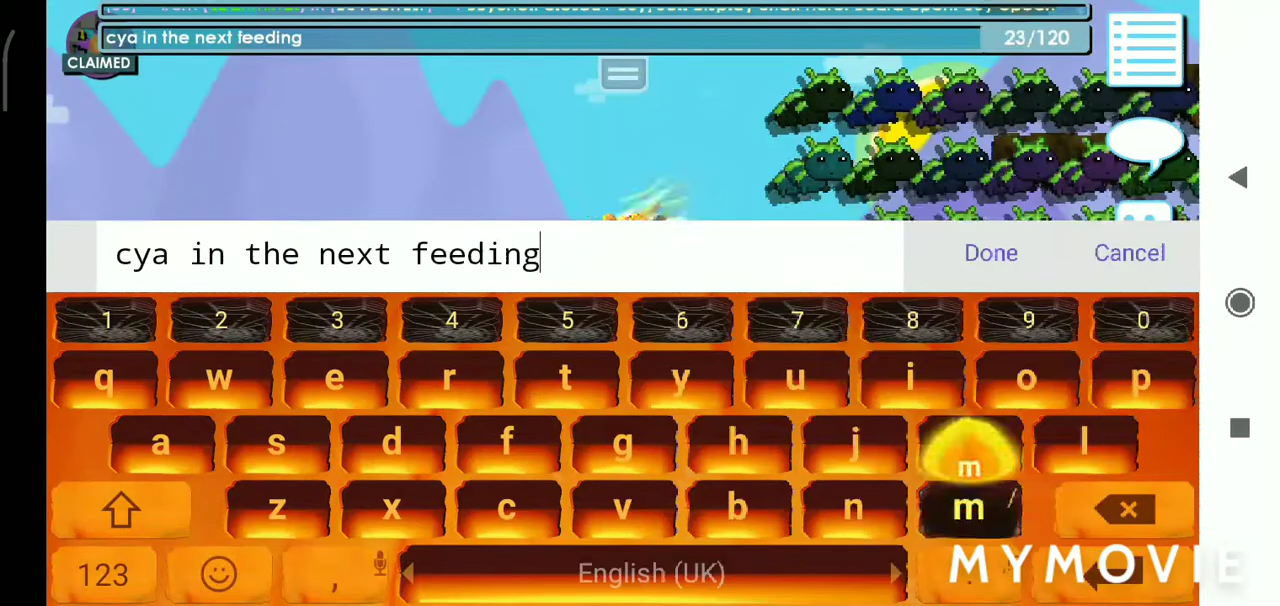 cya in the next feeding 23/120
CLAIMED
cya in the next feeding Done Cancel
1 2 3 4 5 6 7 8 9 0
q w e r t y u i o p
a s d f g h j m l
z x c v b n m
123 , English (UK)
MYMOVIE